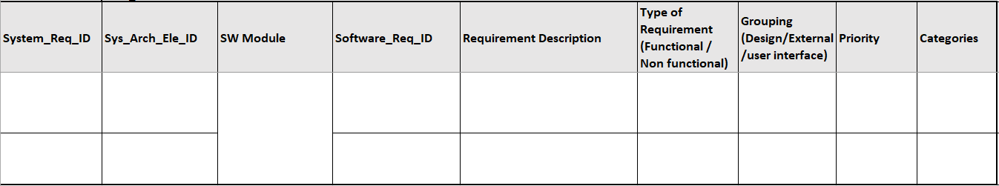 System_Req_ID
Sys_Arch_Ele_ID
SW Module
Software_Req_ID
Requirement Description
Type of
Requirement
(Functional /
Non functional)
Grouping
(Design/External
/user interface)
Priority
Categories